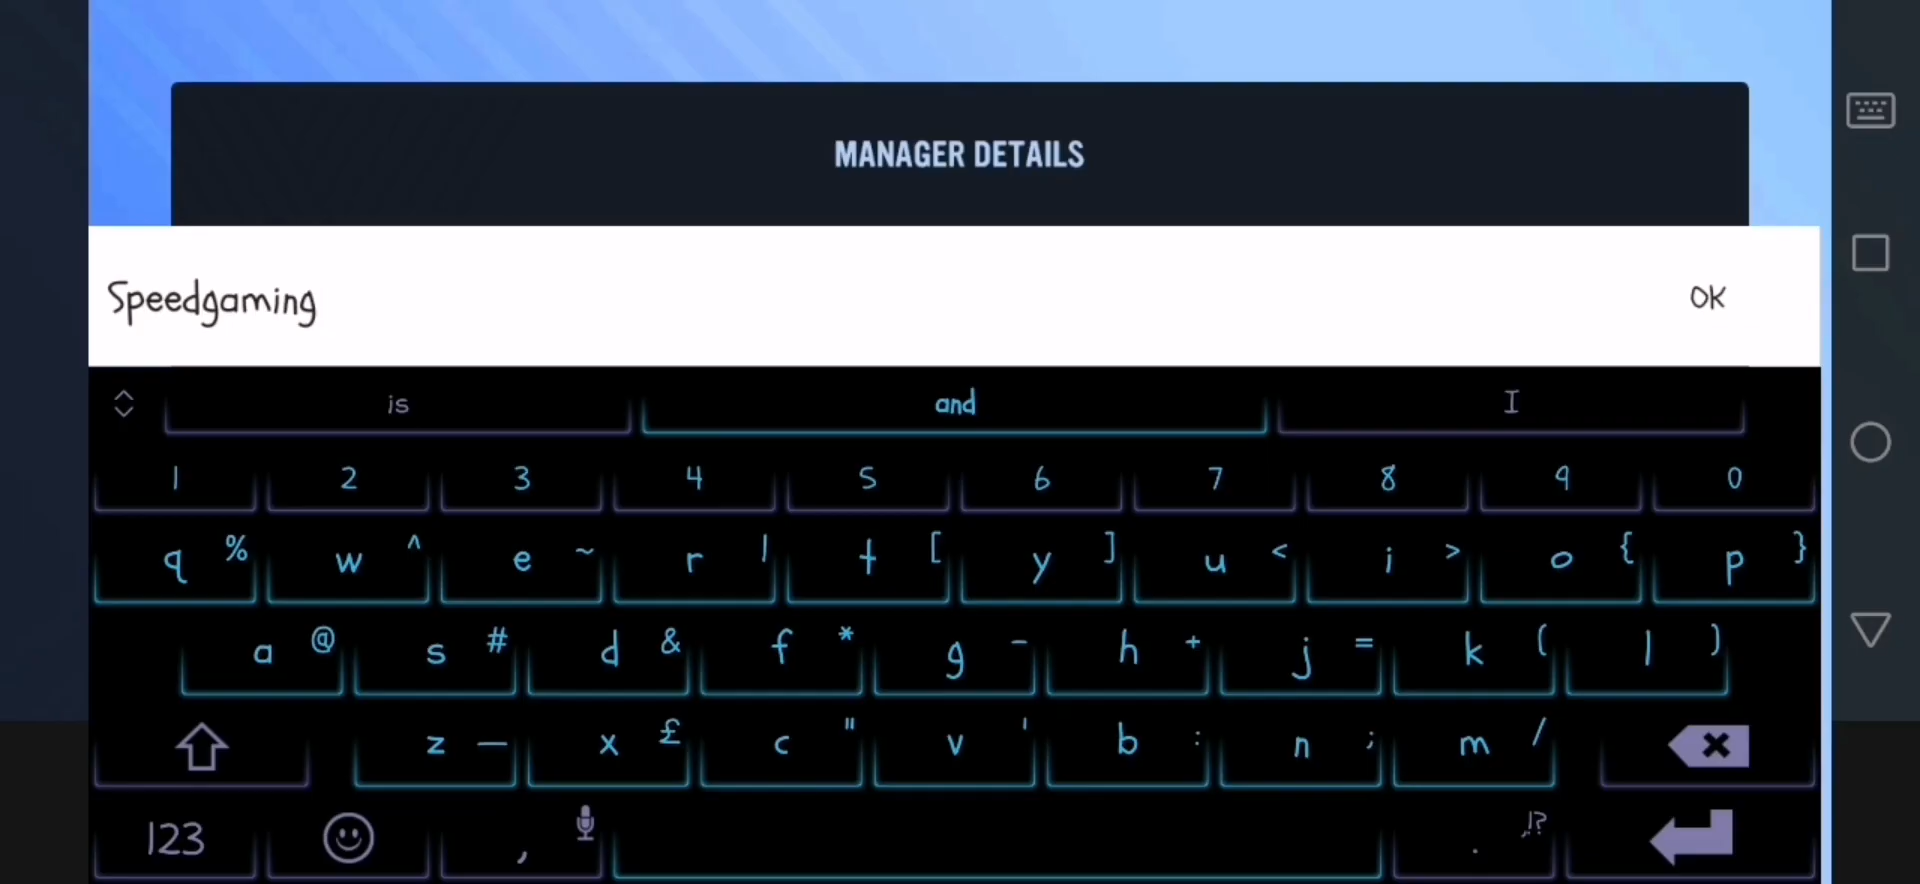 MANAGER DETAILS
Speedgaming OK
is and I
1 2 3 4 5 6 7 8 9 0
q % w ^ e ~ r | t [ y ] u < i > o { p }
a @ s # d & f * g - h + j = k ( l )
z — x £ c " v ' b : n ; m /
123 , . ,!?